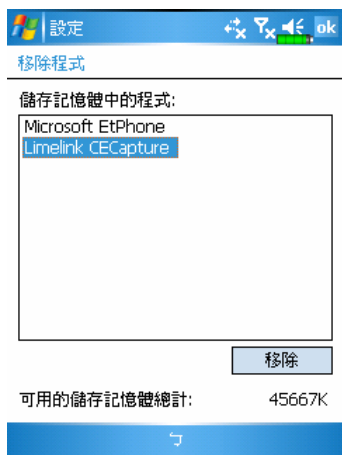 設定 ok
移除程式
儲存記憶體中的程式:
Microsoft EtPhone
Limelink CECapture
移除
可用的儲存記憶體總計: 45667K
ㄅ